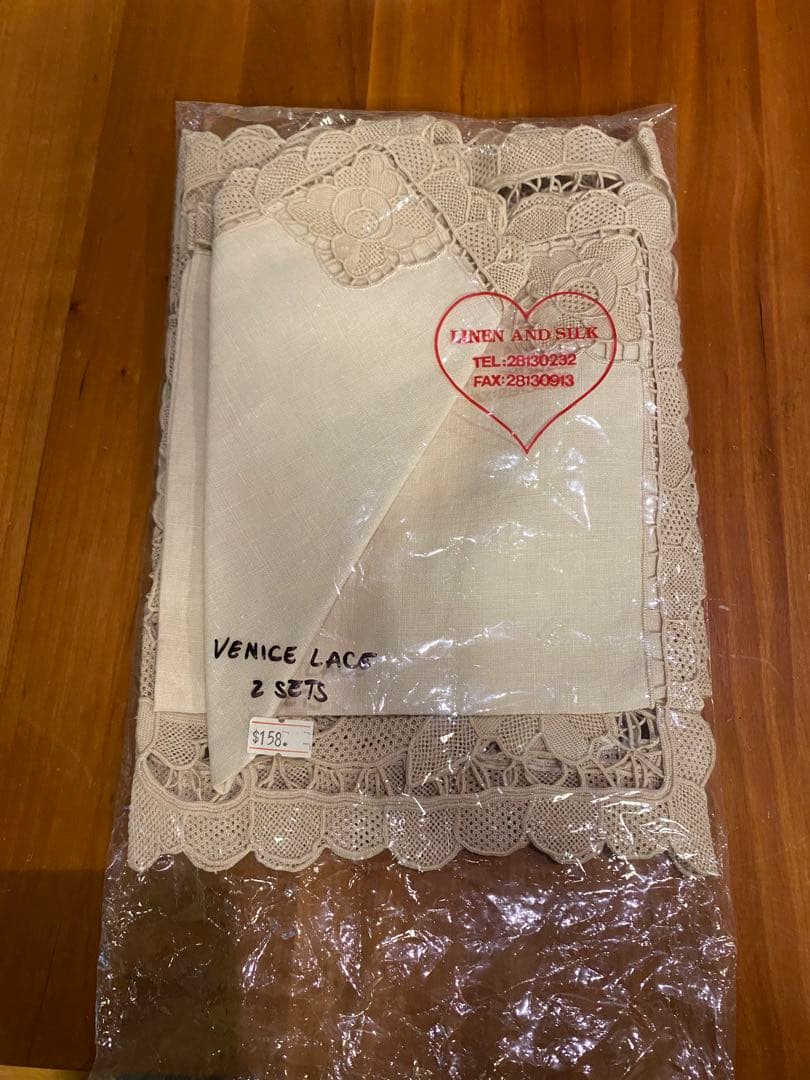 LINEN AND SILK
TEL:28130232
FAX:28130913
VENICE LACE
2 SETS
$158.